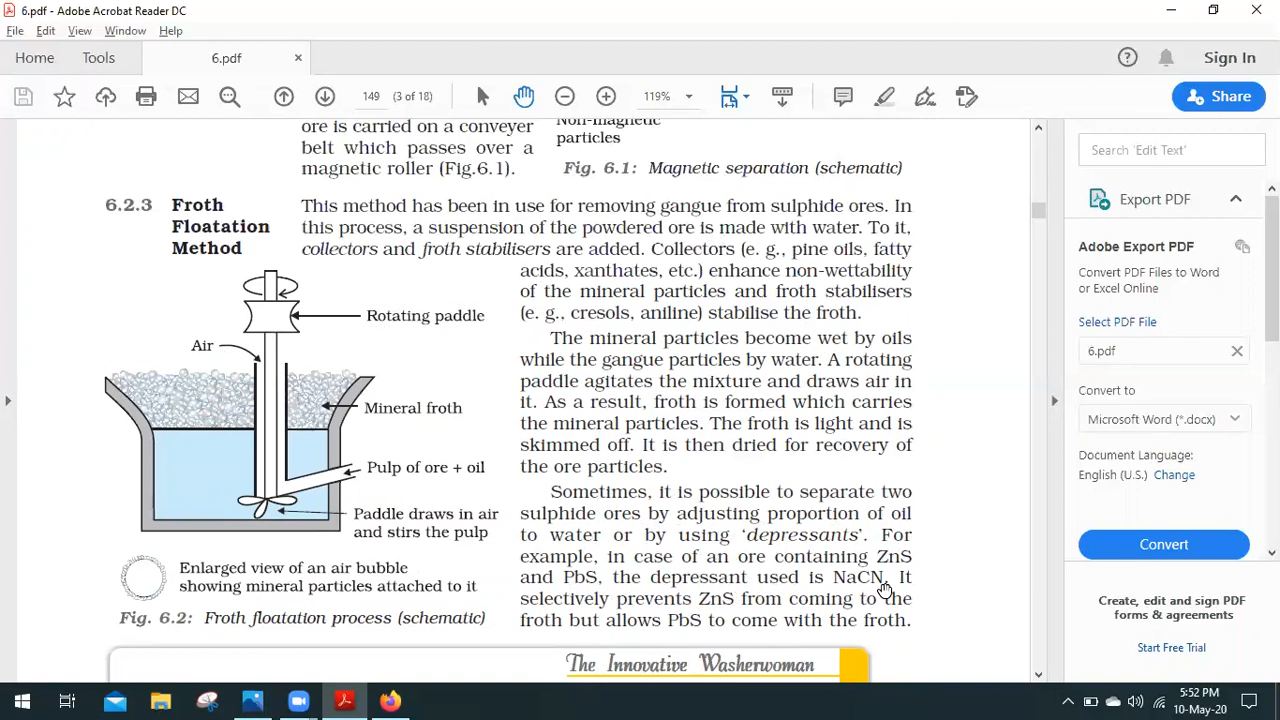 6.pdf - Adobe Acrobat Reader DC
File Edit View Window Help
Home Tools 6.pdf × Sign In
149 (3 of 18) 119% Share
ore is carried on a conveyer
belt which passes over a
magnetic roller (Fig.6.1).
Non-magnetic
particles
Fig. 6.1: Magnetic separation (schematic)
6.2.3 Froth
Floatation
Method
This method has been in use for removing gangue from sulphide ores. In
this process, a suspension of the powdered ore is made with water. To it,
collectors and froth stabilisers are added. Collectors (e. g., pine oils, fatty
acids, xanthates, etc.) enhance non-wettability
of the mineral particles and froth stabilisers
(e. g., cresols, aniline) stabilise the froth.
The mineral particles become wet by oils
while the gangue particles by water. A rotating
paddle agitates the mixture and draws air in
it. As a result, froth is formed which carries
the mineral particles. The froth is light and is
skimmed off. It is then dried for recovery of
the ore particles.
Sometimes, it is possible to separate two
sulphide ores by adjusting proportion of oil
to water or by using ‘depressants’. For
example, in case of an ore containing ZnS
and PbS, the depressant used is NaCN. It
selectively prevents ZnS from coming to the
froth but allows PbS to come with the froth.
Rotating paddle
Air
Mineral froth
Pulp of ore + oil
Paddle draws in air
and stirs the pulp
Enlarged view of an air bubble
showing mineral particles attached to it
Fig. 6.2: Froth floatation process (schematic)
The Innovative Washerwoman
Search 'Edit Text'
Export PDF
Adobe Export PDF
Convert PDF Files to Word
or Excel Online
Select PDF File
6.pdf
Convert to
Microsoft Word (*.docx)
Document Language:
English (U.S.) Change
Convert
Create, edit and sign PDF
forms & agreements
Start Free Trial
5:52 PM
10-May-20